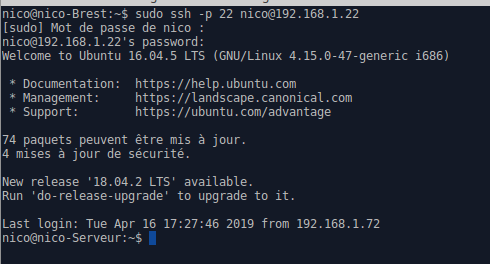 nico@nico-Brest:~$ sudo ssh -p 22 nico@192.168.1.22
[sudo] Mot de passe de nico :
nico@192.168.1.22's password:
Welcome to Ubuntu 16.04.5 LTS (GNU/Linux 4.15.0-47-generic i686)
* Documentation:  https://help.ubuntu.com
* Management:     https://landscape.canonical.com
* Support:        https://ubuntu.com/advantage
74 paquets peuvent être mis à jour.
4 mises à jour de sécurité.
New release '18.04.2 LTS' available.
Run 'do-release-upgrade' to upgrade to it.
Last login: Tue Apr 16 17:27:46 2019 from 192.168.1.72
nico@nico-Serveur:~$